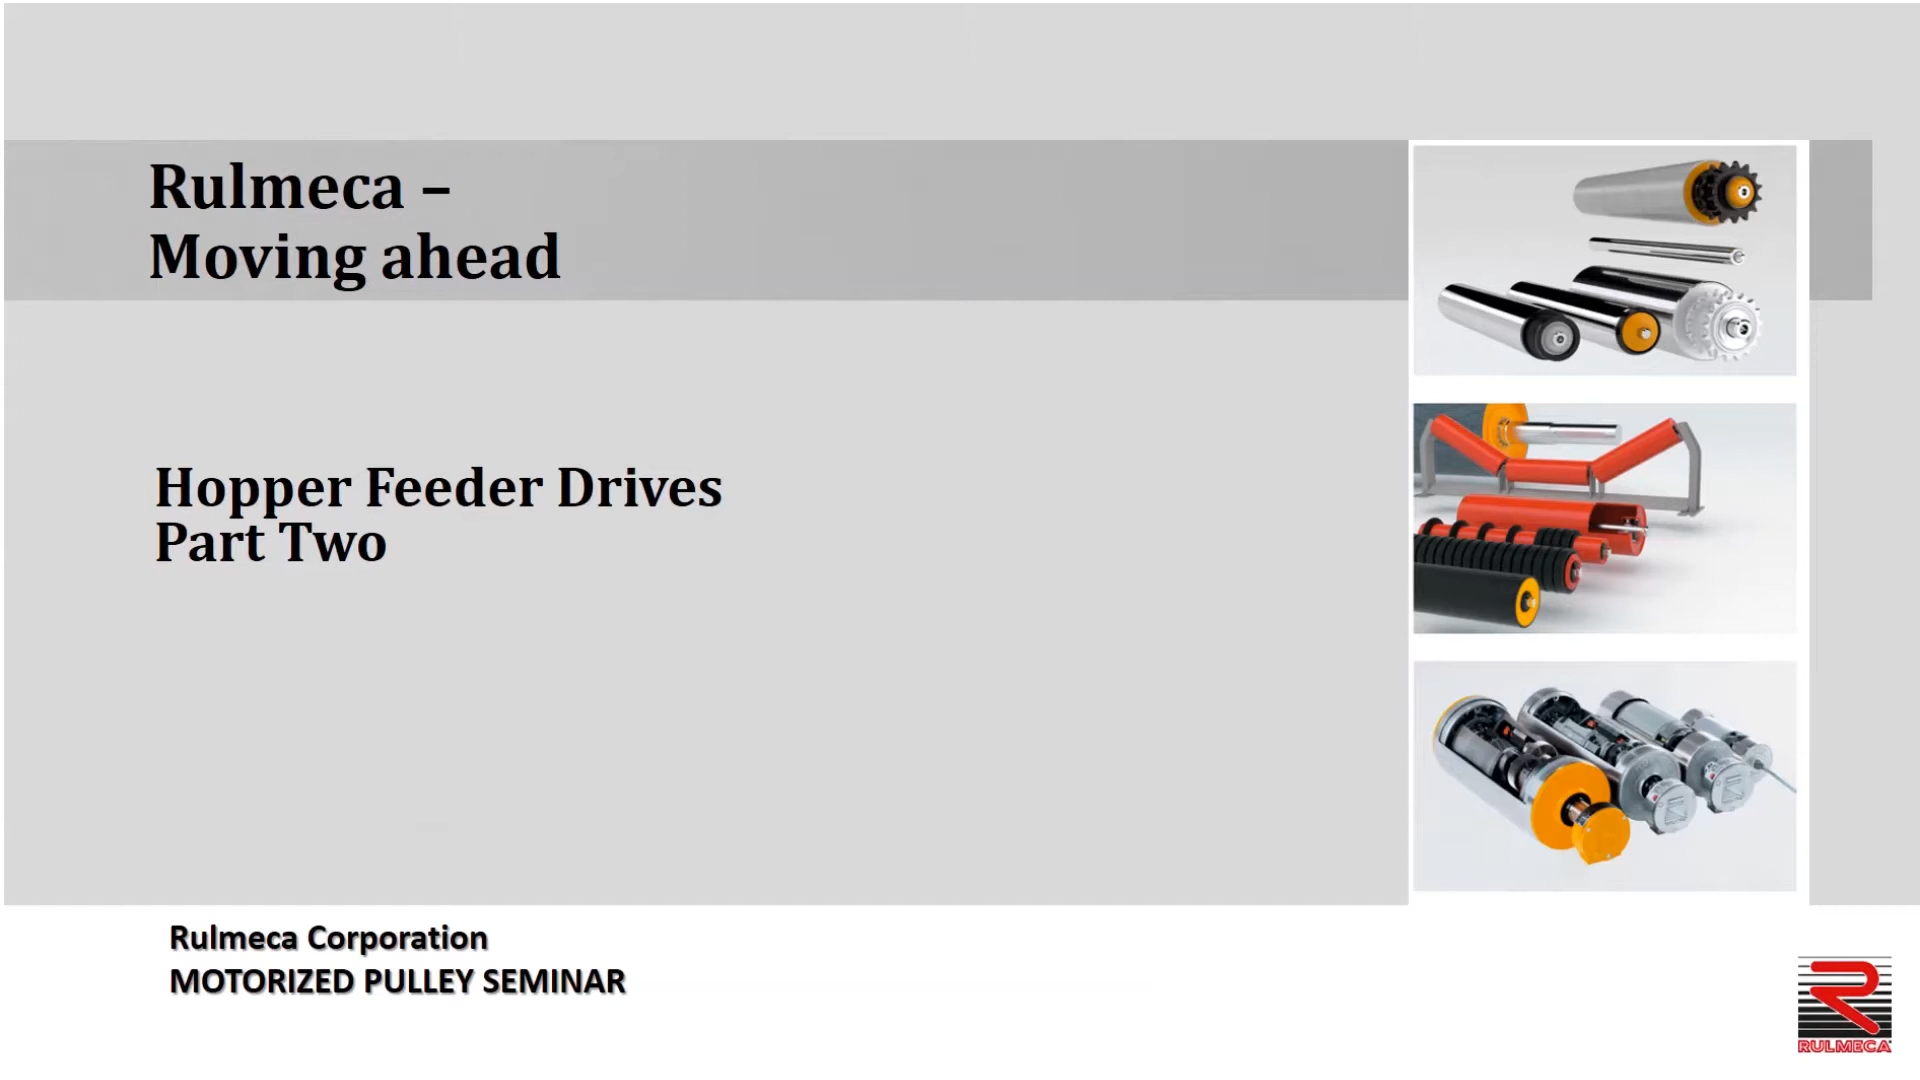 Rulmeca –
Moving ahead
Hopper Feeder Drives
Part Two
Rulmeca Corporation
MOTORIZED PULLEY SEMINAR
RULMECA